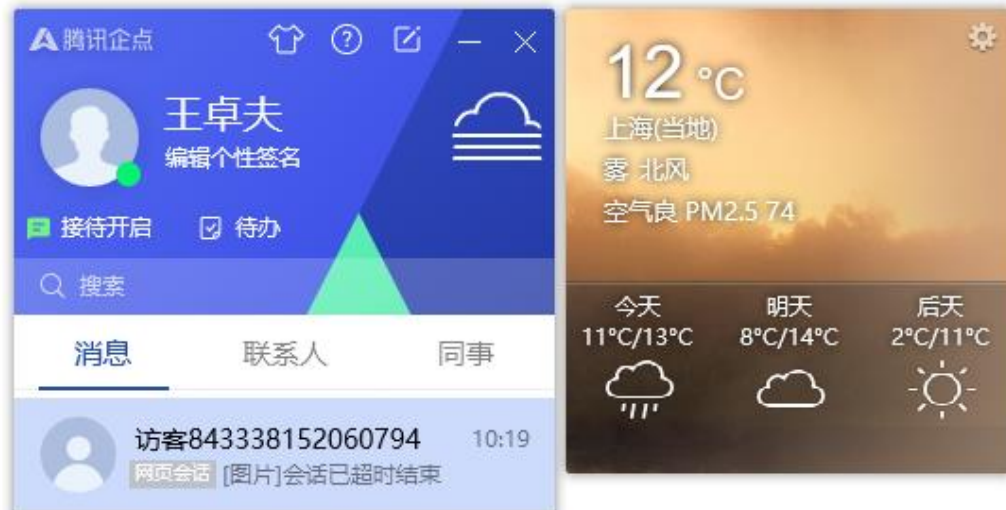 腾讯企点
王卓夫
编辑个性签名
接待开启 待办
搜索
消息 联系人 同事
访客843338152060794 10:19
网页会话 [图片]会话已超时结束
12 °C
上海(当地)
雾 北风
空气良 PM2.5 74
今天 明天 后天
11°C/13°C 8°C/14°C 2°C/11°C